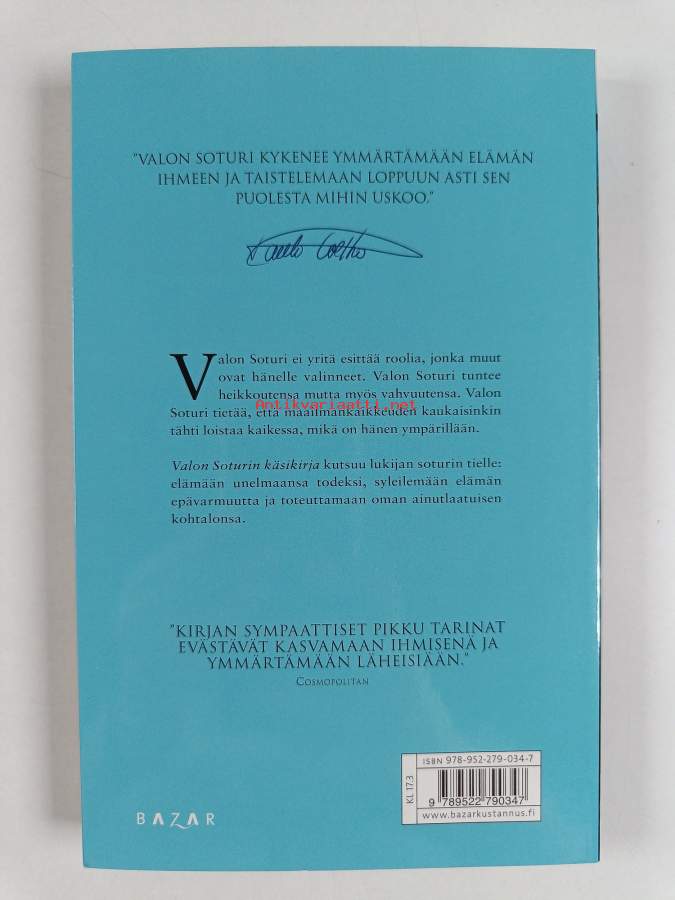 "VALON SOTURI KYKENEE YMMÄRTÄMÄÄN ELÄMÄN
IHMEEN JA TAISTELEMAAN LOPPUUN ASTI SEN
PUOLESTA MIHIN USKOO."
Paulo Coelho
Valon Soturi ei yritä esittää roolia, jonka muut
ovat hänelle valinneet. Valon Soturi tuntee
heikkoutensa mutta myös vahvuutensa. Valon
Antikvariaatti.net
Soturi tietää, että maailmankaikkeuden kaukaisinkin
tähti loistaa kaikessa, mikä on hänen ympärillään.
Valon Soturin käsikirja kutsuu lukijan soturin tielle:
elämään unelmaansa todeksi, syleilemään elämän
epävarmuutta ja toteuttamaan oman ainutlaatuisen
kohtalonsa.
"KIRJAN SYMPAATTISET PIKKU TARINAT
EVÄSTÄVÄT KASVAMAAN IHMISENÄ JA
YMMÄRTÄMÄÄN LÄHEISIÄÄN."
COSMOPOLITAN
ISBN 978-952-279-034-7
KL 17.3
9 789522 790347
www.bazarkustannus.fi
BAZAR